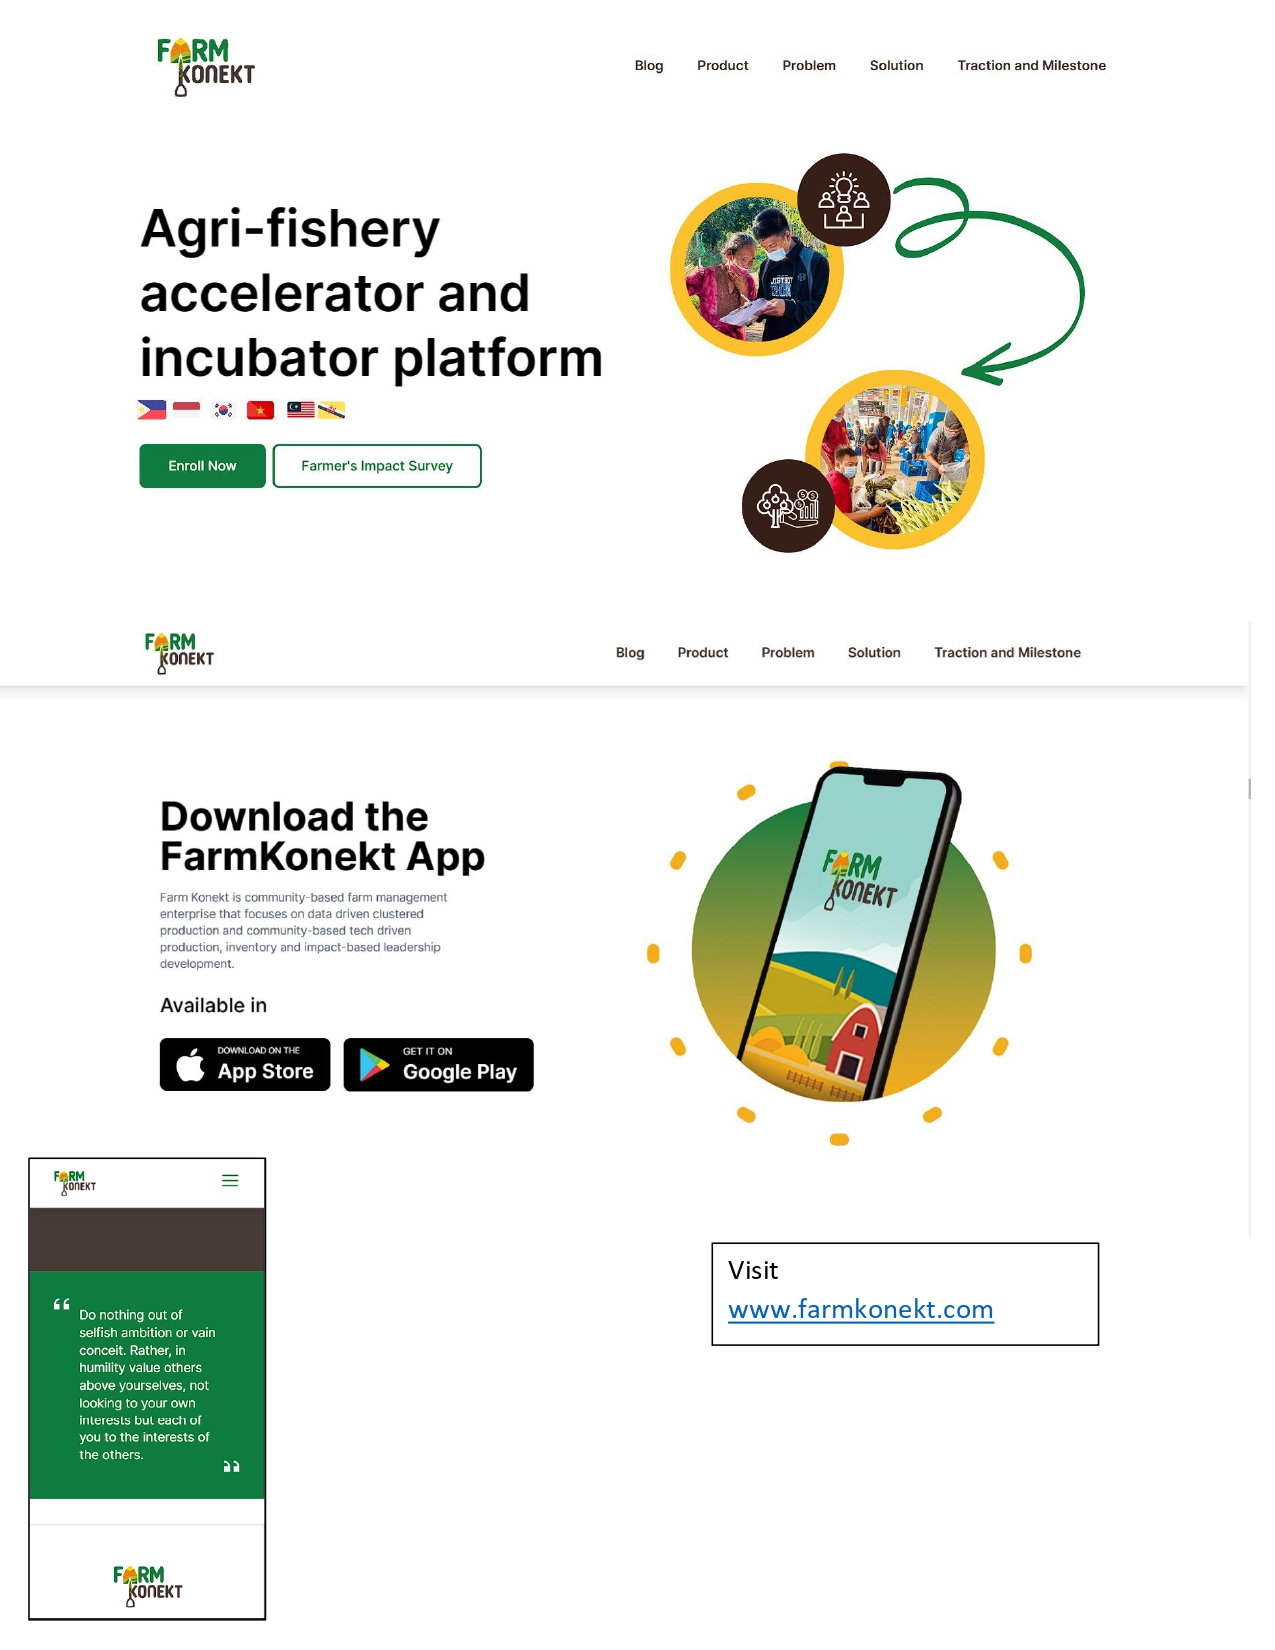 FARM
KONEKT
Blog Product Problem Solution Traction and Milestone
Agri-fishery
accelerator and
incubator platform
Enroll Now Farmer's Impact Survey
FARM
KONEKT
Blog Product Problem Solution Traction and Milestone
Download the
FarmKonekt App
Farm Konekt is community-based farm management
enterprise that focuses on data driven clustered
production and community-based tech driven
production, inventory and impact-based leadership
development.
Available in
DOWNLOAD ON THE
App Store
GET IT ON
Google Play
FARM
KONEKT
FARM
KONEKT
“ Do nothing out of
selfish ambition or vain
conceit. Rather, in
humility value others
above yourselves, not
looking to your own
interests but each of
you to the interests of
the others.
”
FARM
KONEKT
Visit
www.farmkonekt.com